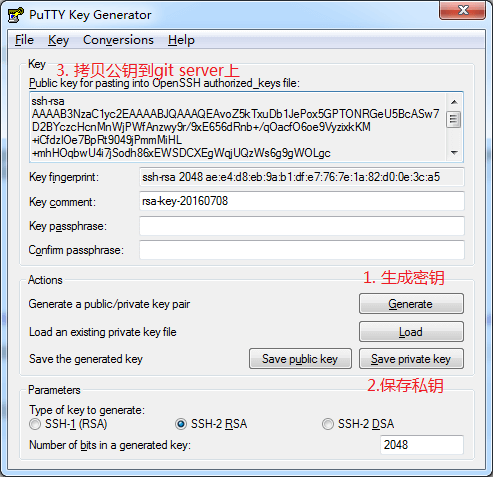 PuTTY Key Generator
File Key Conversions Help
Key
3. 拷贝公钥到git server上
Public key for pasting into OpenSSH authorized_keys file:
ssh-rsa
AAAAB3NzaC1yc2EAAAABJQAAAQEAvoZ5kTxuDb1JePox5GPTONRGeU5BcASw7
D2BYczcHcnMnWjPWfAnzwy9r/9xE656dRnb+/qOacfO6oe9VyzixkKM
+iCfdzlOe7BpRt9049jPmmMiHL
+mhHOqbwU4i7jSodh86xEWSDCXEgWqjUQzWs6g9gWOLgc
Key fingerprint: ssh-rsa 2048 ae:e4:d8:eb:9a:b1:df:e7:76:7e:1a:82:d0:0e:3c:a5
Key comment: rsa-key-20160708
Key passphrase:
Confirm passphrase:
Actions
1. 生成密钥
Generate a public/private key pair Generate
Load an existing private key file Load
Save the generated key Save public key Save private key
2.保存私钥
Parameters
Type of key to generate:
SSH-1 (RSA) SSH-2 RSA SSH-2 DSA
Number of bits in a generated key: 2048